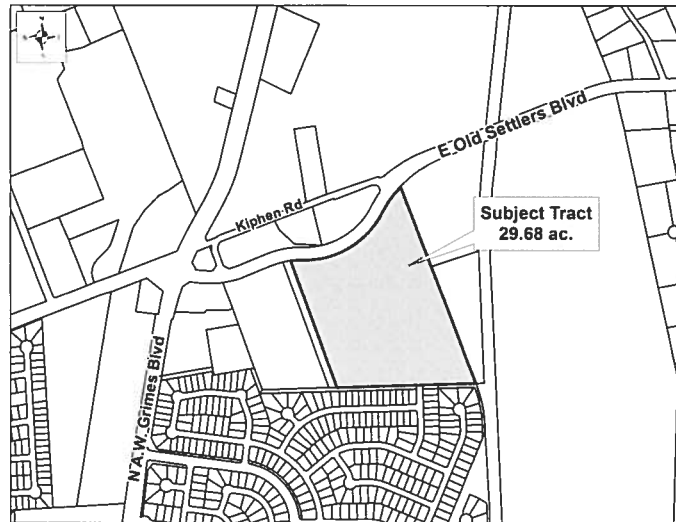 E Old Settlers Blvd
Kiphen Rd
Subject Tract
29.68 ac.
N A.W. Grimes Blvd